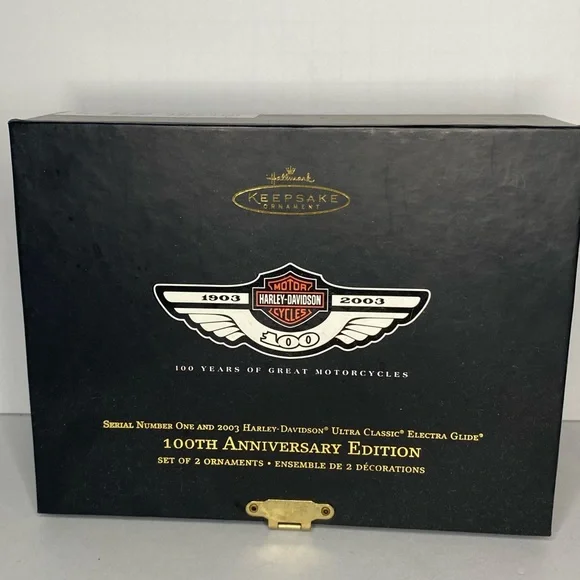 Hallmark
KEEPSAKE
ORNAMENT
MOTOR
1903 HARLEY-DAVIDSON 2003
CYCLES
100
100 YEARS OF GREAT MOTORCYCLES
SERIAL NUMBER ONE AND 2003 HARLEY-DAVIDSON® ULTRA CLASSIC® ELECTRA GLIDE®
100TH ANNIVERSARY EDITION
SET OF 2 ORNAMENTS • ENSEMBLE DE 2 DÉCORATIONS